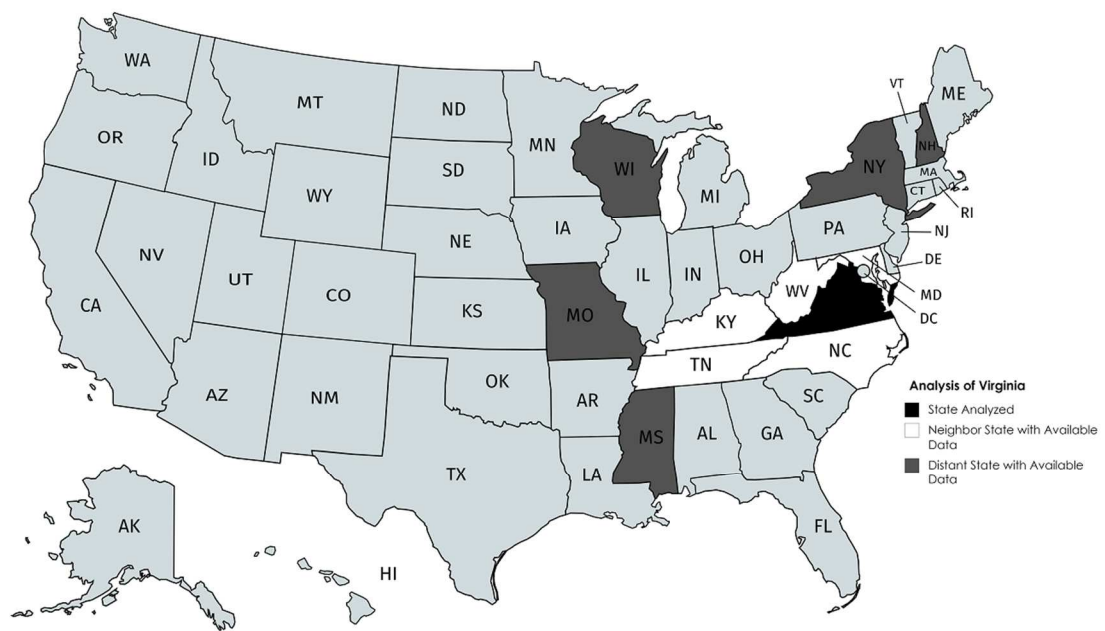 WA
MT
ND
MN
OR
ID
SD
WI
MI
WY
IA
NE
NV
UT
CO
CA
KS
MO
IL
IN
OH
PA
NY
VT
NH
ME
MA
CT
RI
NJ
DE
MD
DC
WV
KY
TN
NC
SC
AZ
NM
OK
AR
MS
AL
GA
LA
TX
FL
AK
HI
Analysis of Virginia
State Analyzed
Neighbor State with Available
Data
Distant State with Available
Data